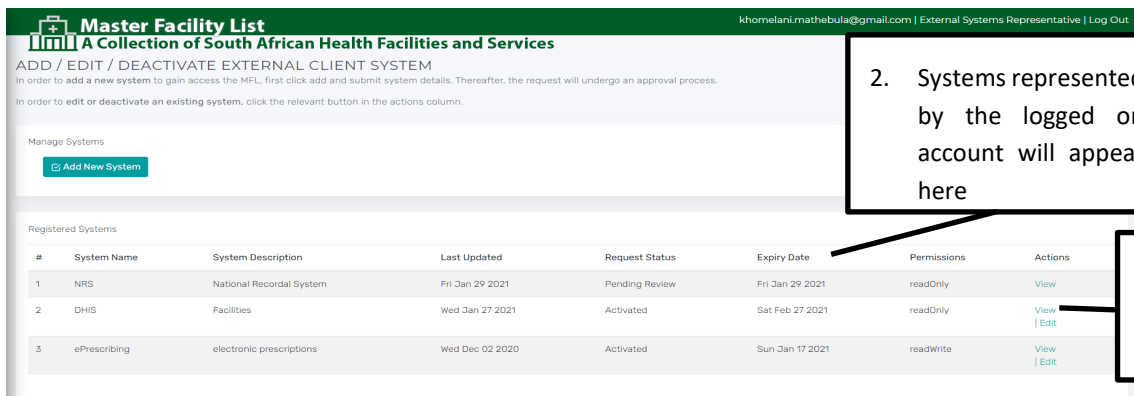 Master Facility List
A Collection of South African Health Facilities and Services
khomelani.mathebula@gmail.com | External Systems Representative | Log Out
ADD / EDIT / DEACTIVATE EXTERNAL CLIENT SYSTEM
In order to add a new system to gain access the MFL, first click add and submit system details. Thereafter, the request will undergo an approval process.
In order to edit or deactivate an existing system, click the relevant button in the actions column.
2. Systems represented
by the logged on
account will appea
here
Manage Systems
Add New System
Registered Systems
# System Name System Description Last Updated Request Status Expiry Date Permissions Actions
1 NRS National Recordal System Fri Jan 29 2021 Pending Review Fri Jan 29 2021 readOnly View
2 DHIS Facilities Wed Jan 27 2021 Activated Sat Feb 27 2021 readOnly View
| Edit
3 ePrescribing electronic prescriptions Wed Dec 02 2020 Activated Sun Jan 17 2021 readWrite View
| Edit